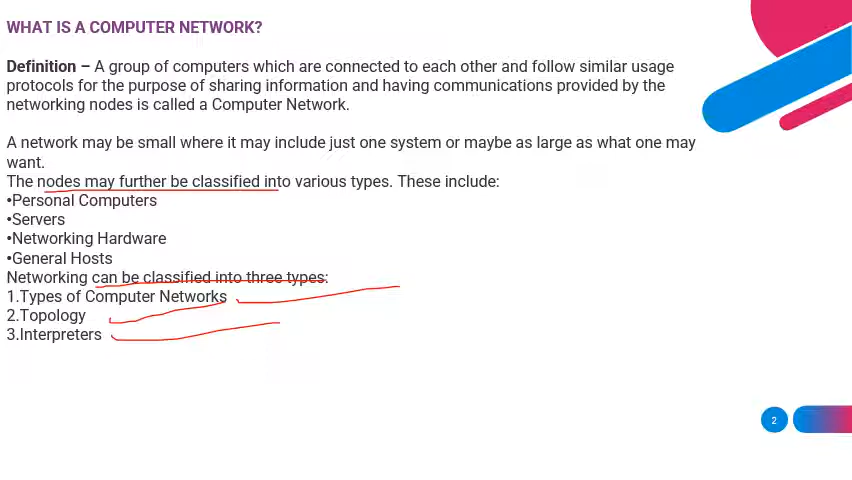 WHAT IS A COMPUTER NETWORK?
Definition – A group of computers which are connected to each other and follow similar usage
protocols for the purpose of sharing information and having communications provided by the
networking nodes is called a Computer Network.
A network may be small where it may include just one system or maybe as large as what one may
want.
The nodes may further be classified into various types. These include:
•Personal Computers
•Servers
•Networking Hardware
•General Hosts
Networking can be classified into three types:
1.Types of Computer Networks
2.Topology
3.Interpreters
2